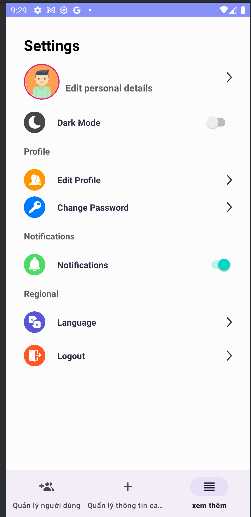 9:29
Settings
Edit personal details
Dark Mode
Profile
Edit Profile
Change Password
Notifications
Notifications
Regional
Language
Logout
Quản lý người dùng
Quản lý thông tin ca...
xem thêm